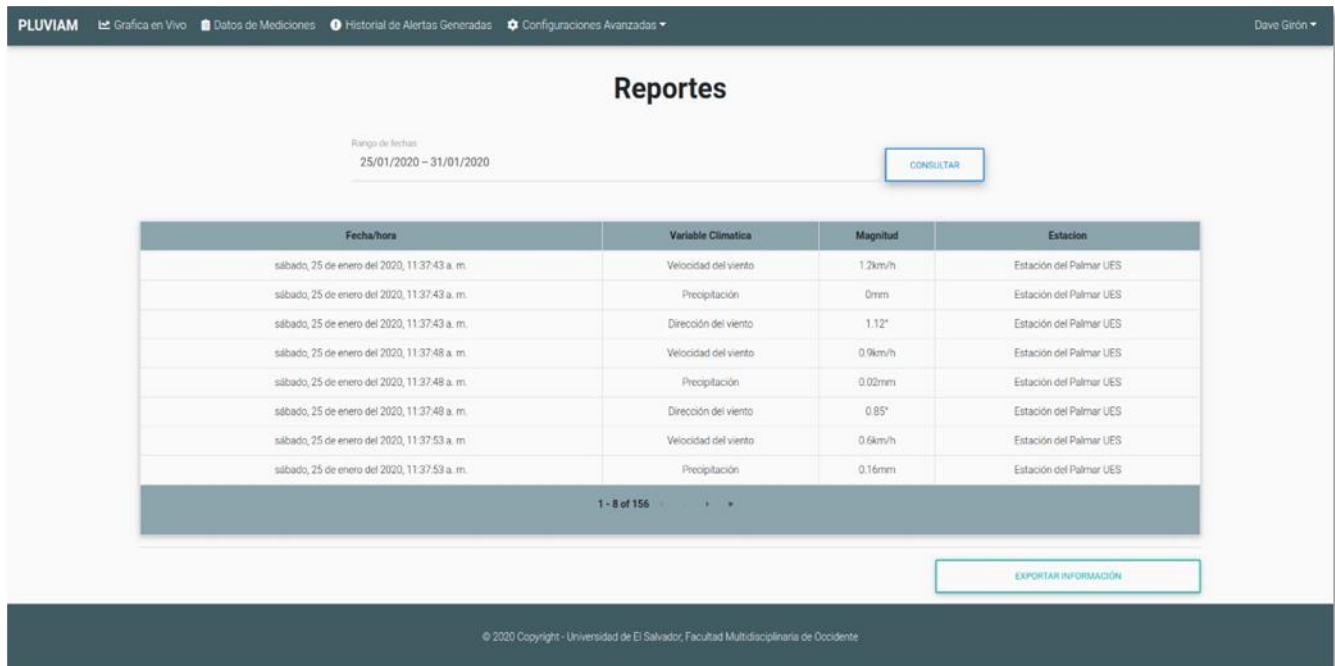 PLUVIAM Grafica en Vivo Datos de Mediciones Historial de Alertas Generadas Configuraciones Avanzadas Dave Girón
Reportes
Rango de fechas
25/01/2020 – 31/01/2020
CONSULTAR
Fecha/hora Variable Climatica Magnitud Estacion
sábado, 25 de enero del 2020, 11:37:43 a. m. Velocidad del viento 1.2km/h Estación del Palmar UES
sábado, 25 de enero del 2020, 11:37:43 a. m. Precipitación 0mm Estación del Palmar UES
sábado, 25 de enero del 2020, 11:37:43 a. m. Dirección del viento 1.12° Estación del Palmar UES
sábado, 25 de enero del 2020, 11:37:48 a. m. Velocidad del viento 0.9km/h Estación del Palmar UES
sábado, 25 de enero del 2020, 11:37:48 a. m. Precipitación 0.02mm Estación del Palmar UES
sábado, 25 de enero del 2020, 11:37:48 a. m. Dirección del viento 0.85° Estación del Palmar UES
sábado, 25 de enero del 2020, 11:37:53 a. m. Velocidad del viento 0.6km/h Estación del Palmar UES
sábado, 25 de enero del 2020, 11:37:53 a. m. Precipitación 0.16mm Estación del Palmar UES
1 - 8 of 156
EXPORTAR INFORMACIÓN
© 2020 Copyright - Universidad de El Salvador, Facultad Multidisciplinaria de Occidente